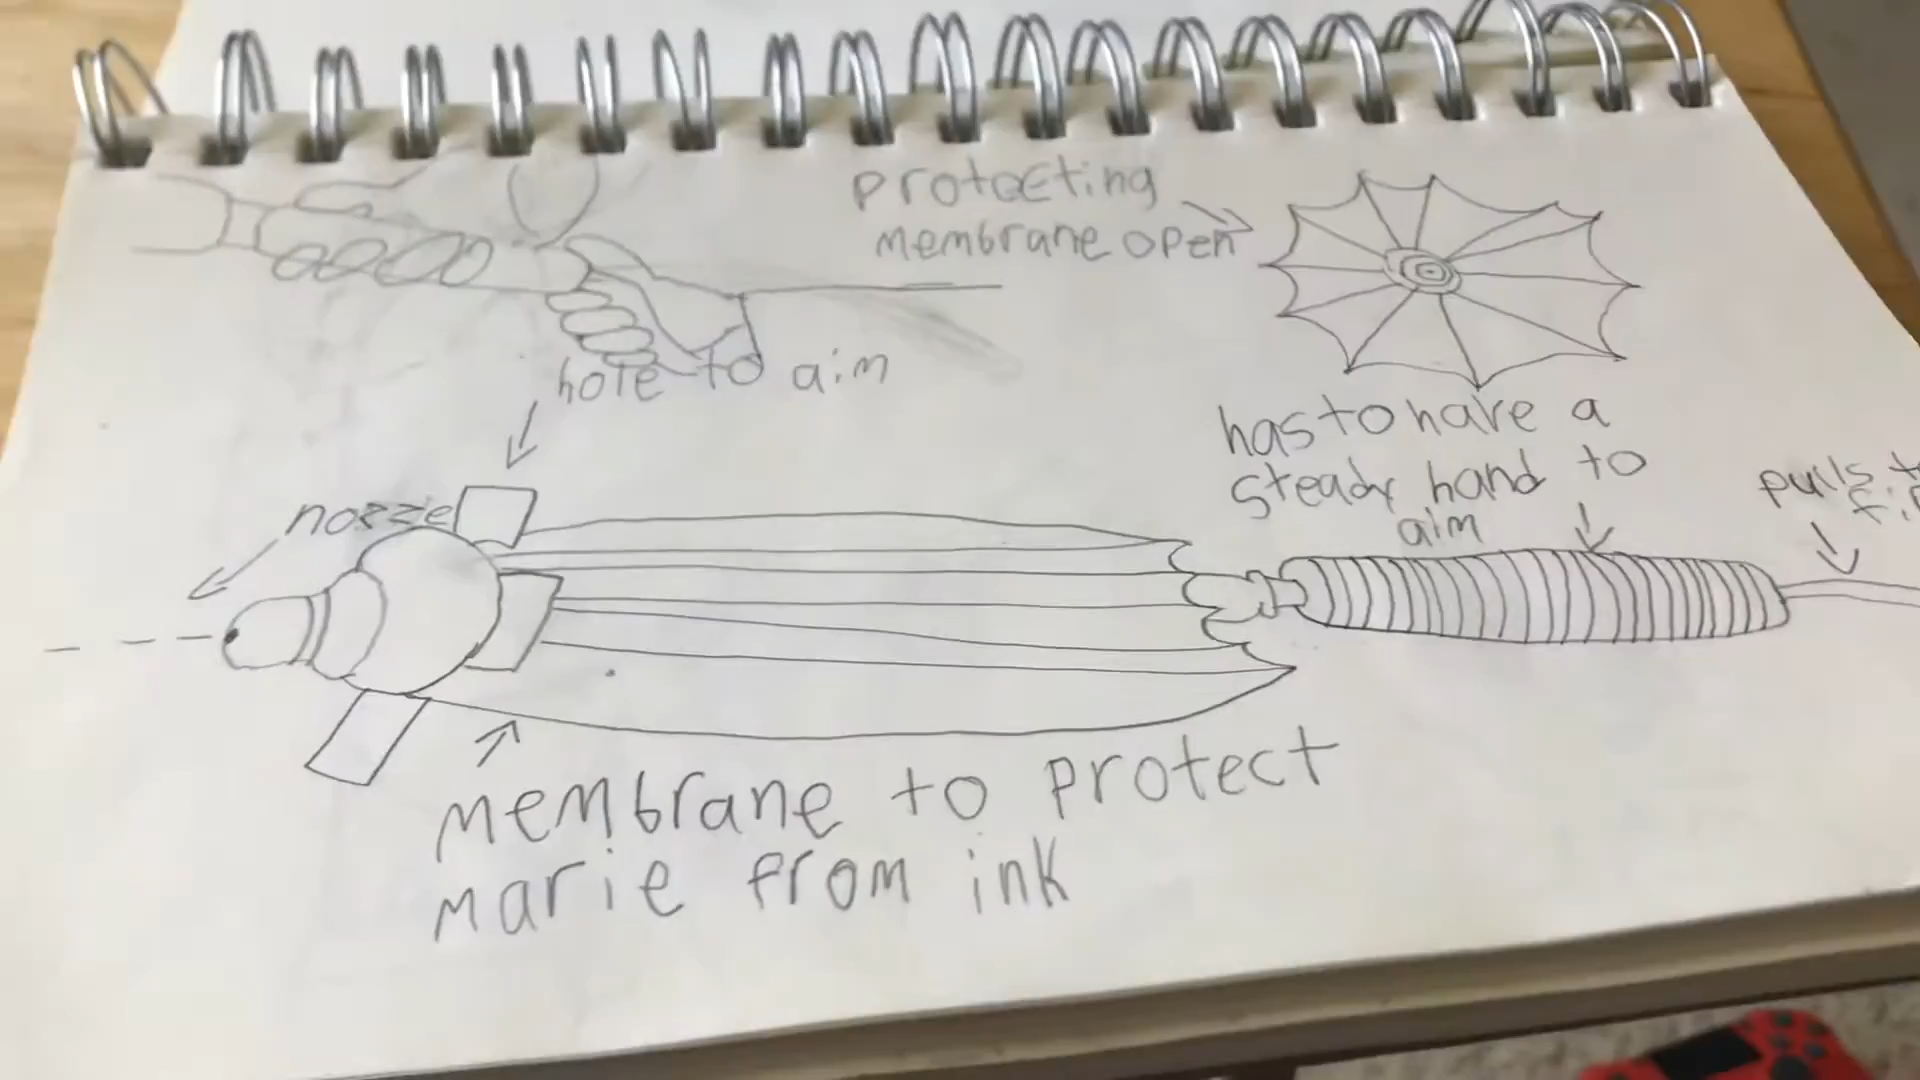 protecting
membrane open
hole to aim
has to have a
steady hand to
aim
pulls
nozzle
membrane to protect
marie from ink